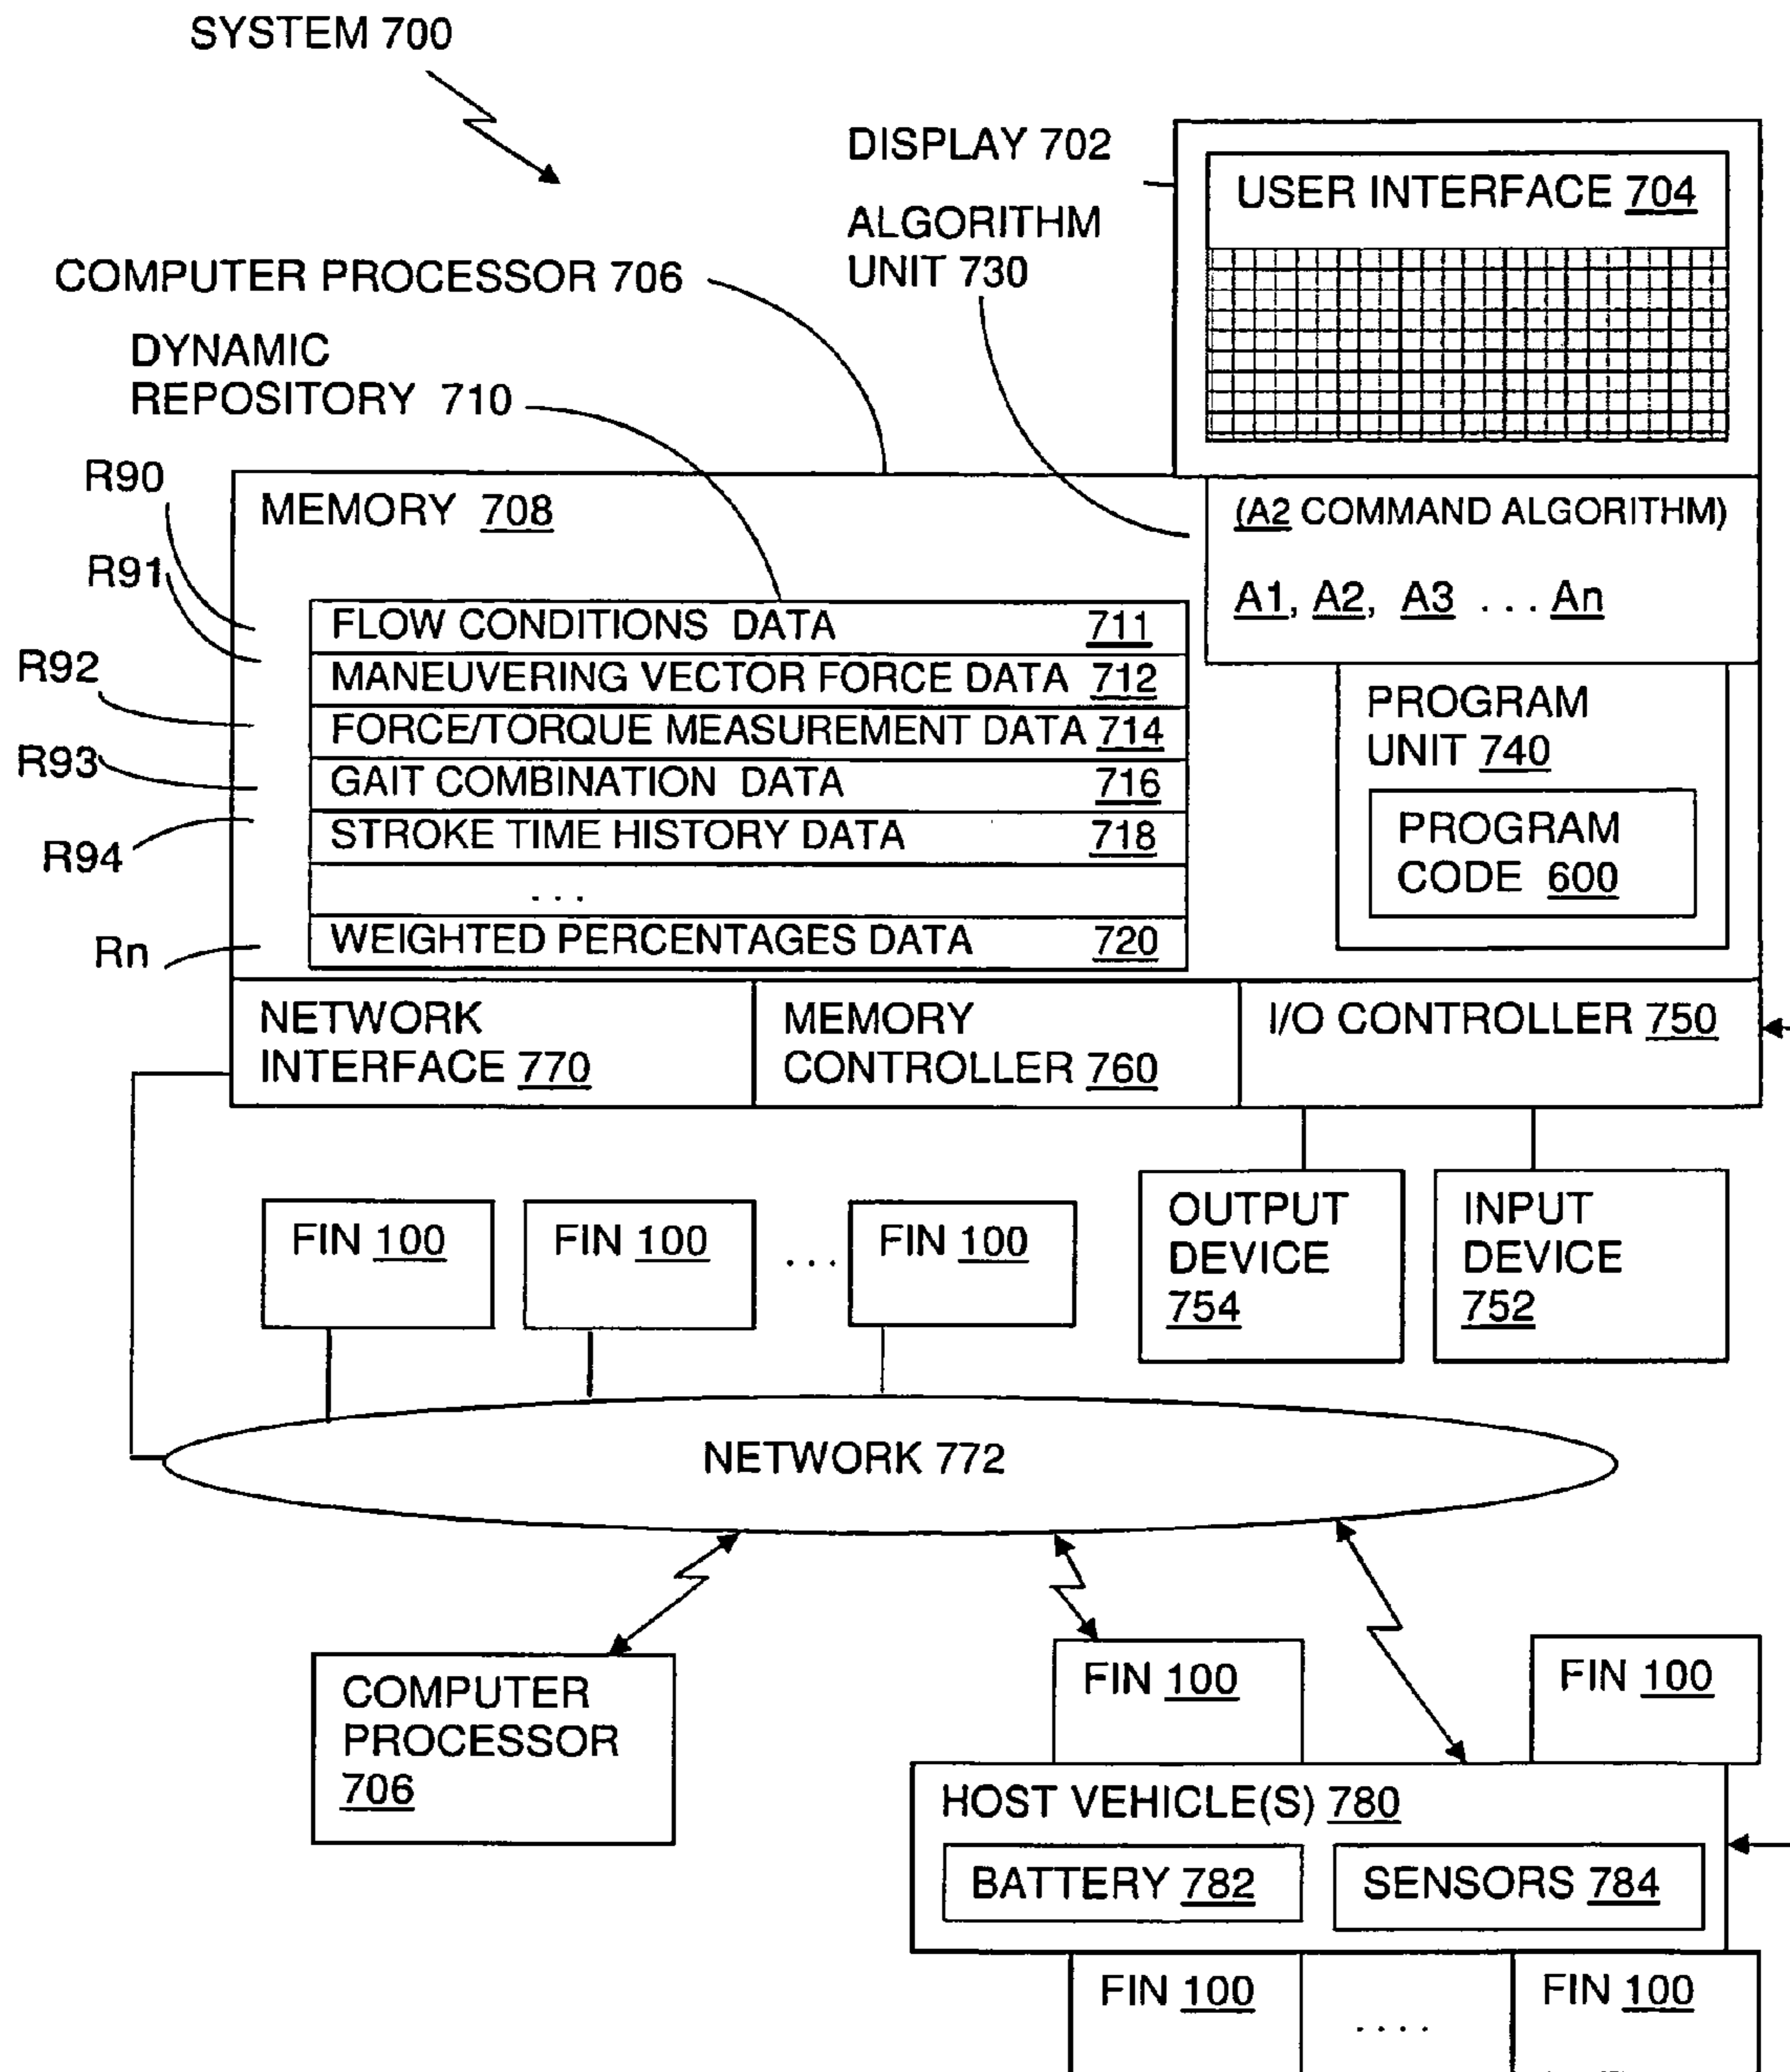 SYSTEM 700
DISPLAY 702
USER INTERFACE 704
ALGORITHM
UNIT 730
COMPUTER PROCESSOR 706
DYNAMIC
REPOSITORY 710
R90
R91
R92
R93
R94
Rn
MEMORY 708
(A2 COMMAND ALGORITHM)
A1, A2, A3 ... An
FLOW CONDITIONS DATA 711
MANEUVERING VECTOR FORCE DATA 712
FORCE/TORQUE MEASUREMENT DATA 714
GAIT COMBINATION DATA 716
STROKE TIME HISTORY DATA 718
...
WEIGHTED PERCENTAGES DATA 720
PROGRAM
UNIT 740
PROGRAM
CODE 600
NETWORK
INTERFACE 770
MEMORY
CONTROLLER 760
I/O CONTROLLER 750
FIN 100
FIN 100
...
FIN 100
OUTPUT
DEVICE
754
INPUT
DEVICE
752
NETWORK 772
COMPUTER
PROCESSOR
706
FIN 100
FIN 100
HOST VEHICLE(S) 780
BATTERY 782
SENSORS 784
FIN 100
....
FIN 100